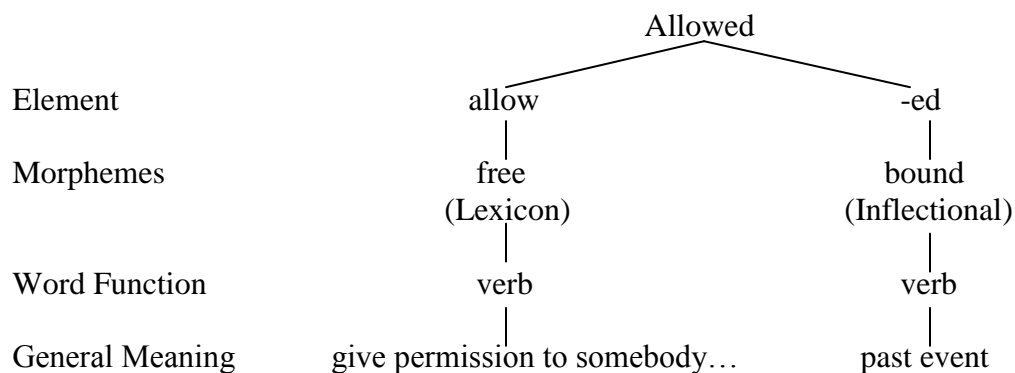 Allowed
Element allow -ed
Morphemes free bound
(Lexicon) (Inflectional)
Word Function verb verb
General Meaning give permission to somebody… past event